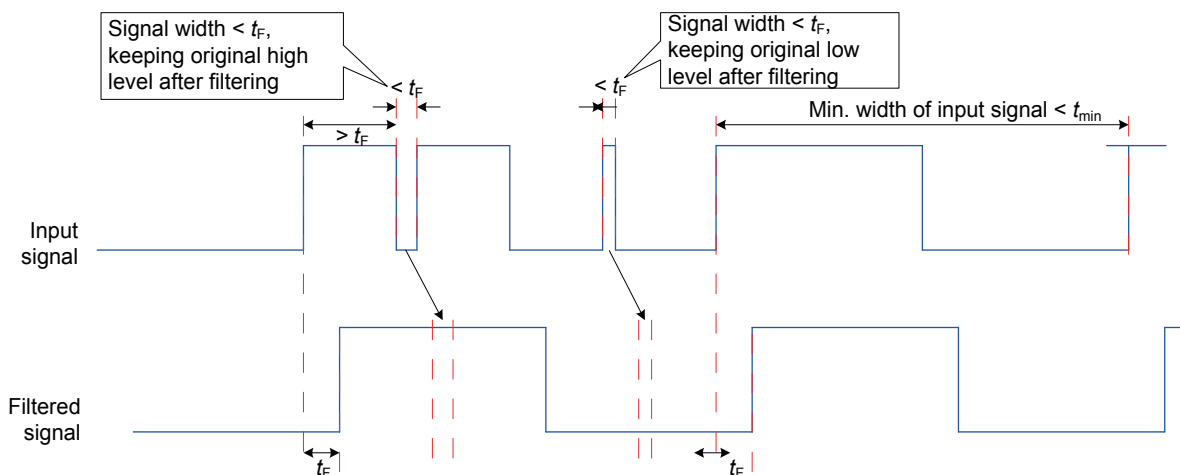 Signal width < tF,
keeping original high
level after filtering
Signal width < tF,
keeping original low
level after filtering
< tF
< tF
> tF
Min. width of input signal < tmin
Input
signal
Filtered
signal
tF
tF